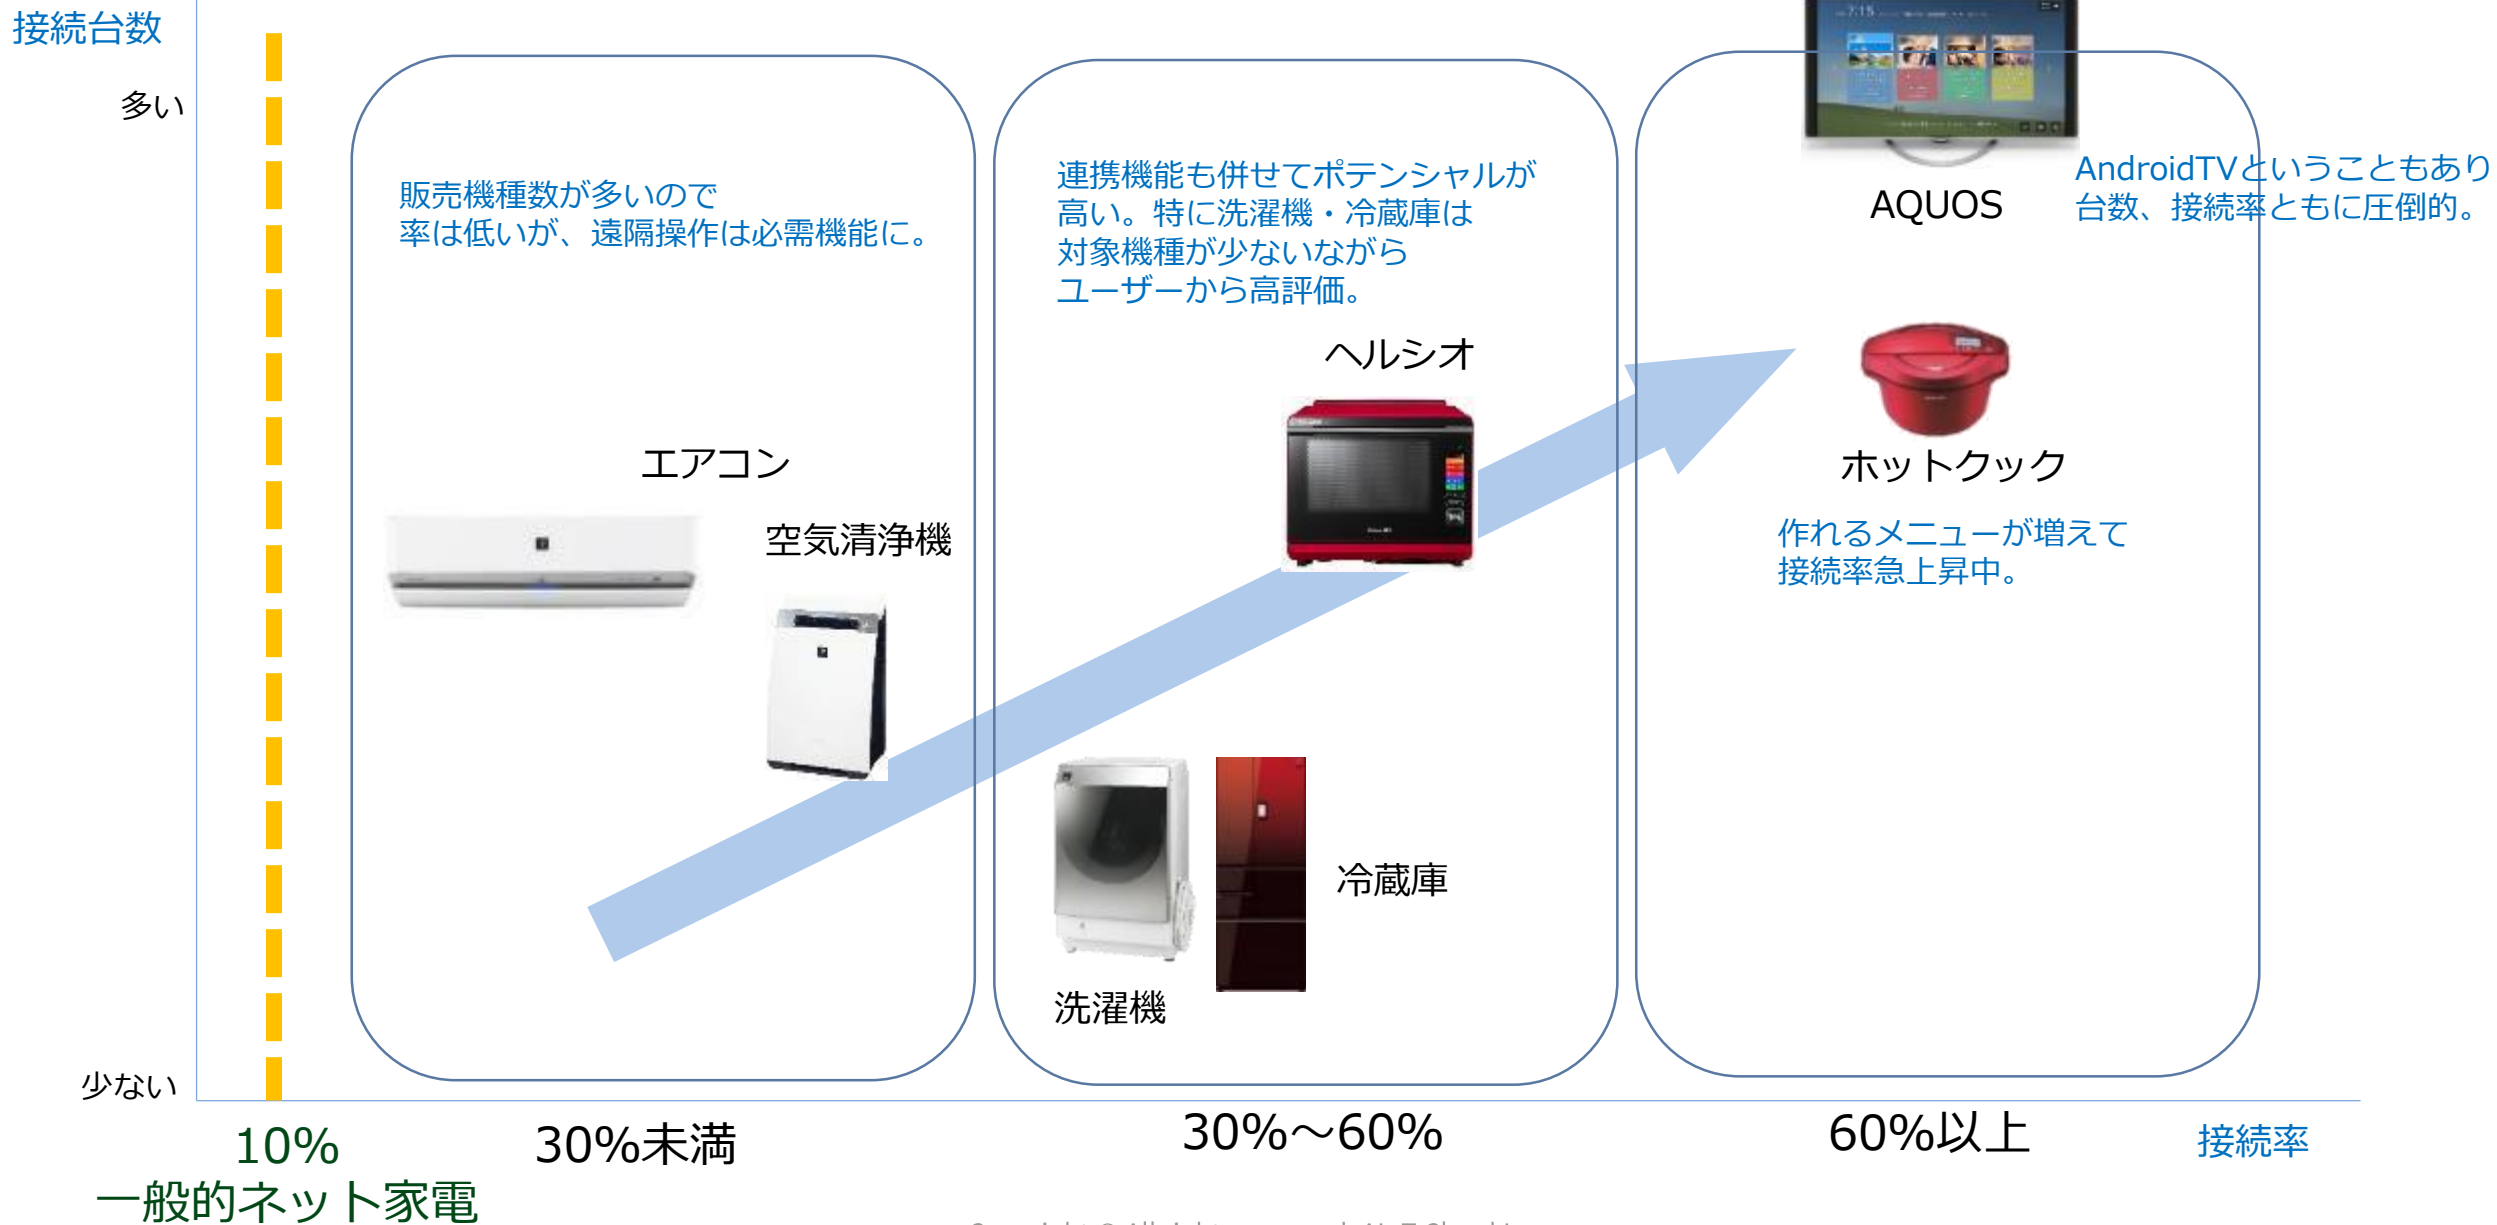 接続台数
多い
少ない
販売機種数が多いので
率は低いが、遠隔操作は必需機能に。
エアコン
空気清浄機
連携機能も併せてポテンシャルが
高い。特に洗濯機・冷蔵庫は
対象機種が少ないながら
ユーザーから高評価。
ヘルシオ
洗濯機
冷蔵庫
7:15
AQUOS
AndroidTVということもあり
台数、接続率ともに圧倒的。
ホットクック
作れるメニューが増えて
接続率急上昇中。
10%
一般的ネット家電
30%未満
30%～60%
60%以上
接続率